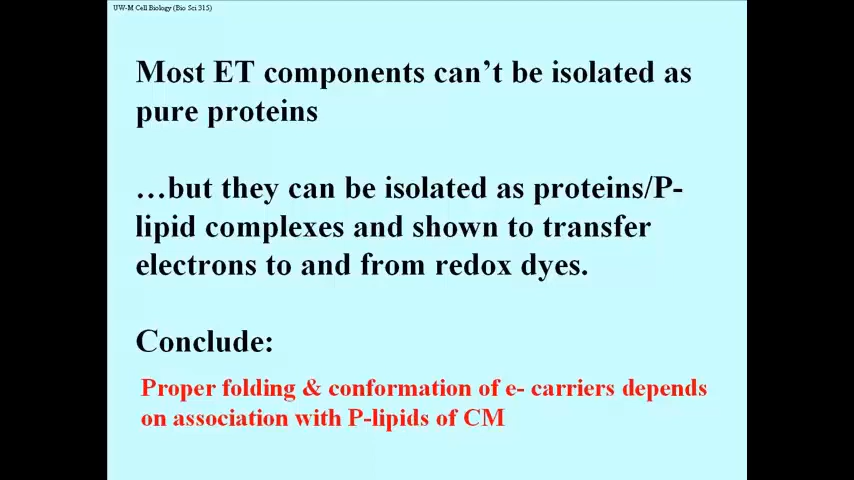 UW-M Cell Biology (Bio Sci 315)
Most ET components can’t be isolated as
pure proteins
…but they can be isolated as proteins/P-
lipid complexes and shown to transfer
electrons to and from redox dyes.
Conclude:
Proper folding & conformation of e- carriers depends
on association with P-lipids of CM